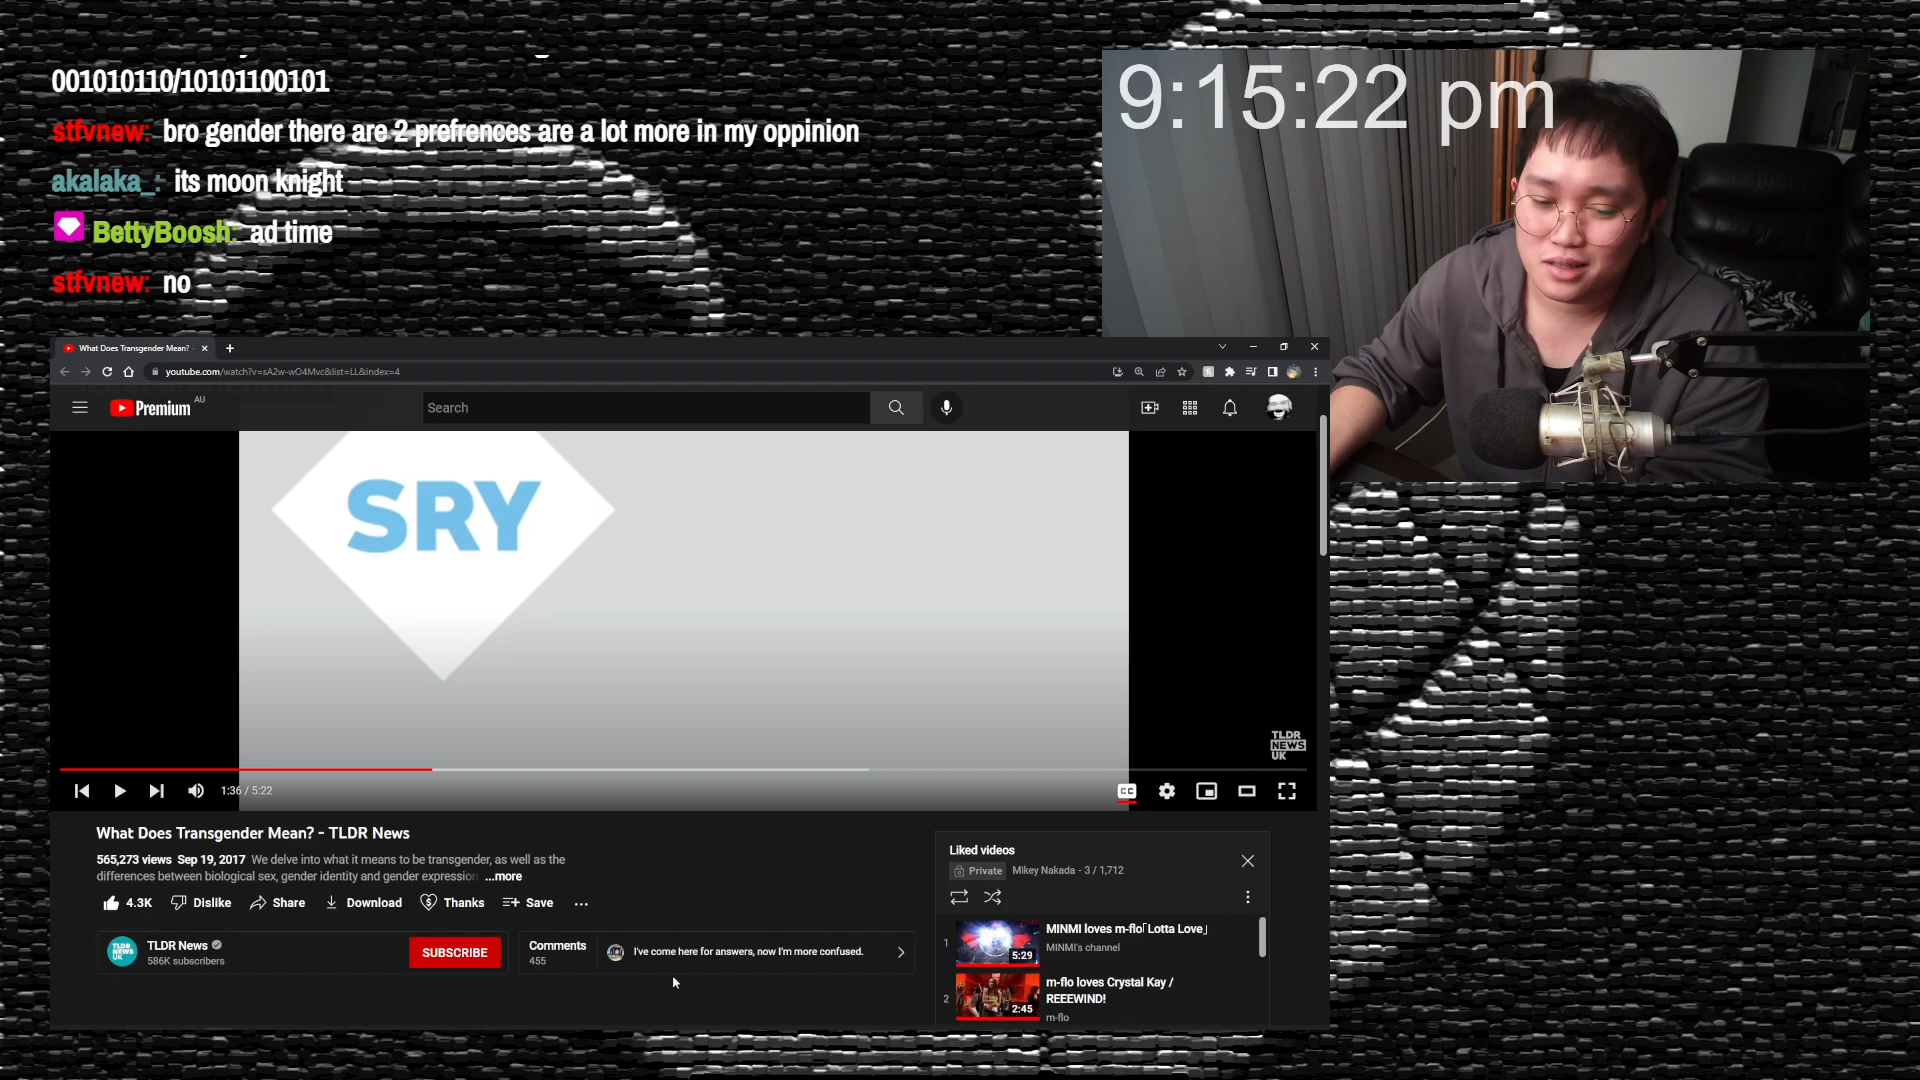 001010110/10101100101
stfvnew: bro gender there are 2 prefrences are a lot more in my oppinion
akalaka_: its moon knight
BettyBoosh: ad time
stfvnew: no
9:15:22 pm
What Does Transgender Mean? -
youtube.com/watch?v=sA2w-wO4Mvc&list=LL&index=4
Premium AU
Search
SRY
TLDR
NEWS
UK
1:36 / 5:22
CC
What Does Transgender Mean? - TLDR News
565,273 views Sep 19, 2017 We delve into what it means to be transgender, as well as the
differences between biological sex, gender identity and gender expression ...more
4.3K Dislike Share Download Thanks Save
TLDR
NEWS
UK
TLDR News
586K subscribers
SUBSCRIBE
Comments
455
I've come here for answers, now I'm more confused.
Liked videos
Private Mikey Nakada - 3 / 1,712
1
5:29
MINMI loves m-flo「Lotta Love」
MINMI's channel
2
2:45
m-flo loves Crystal Kay /
REEEWIND!
m-flo